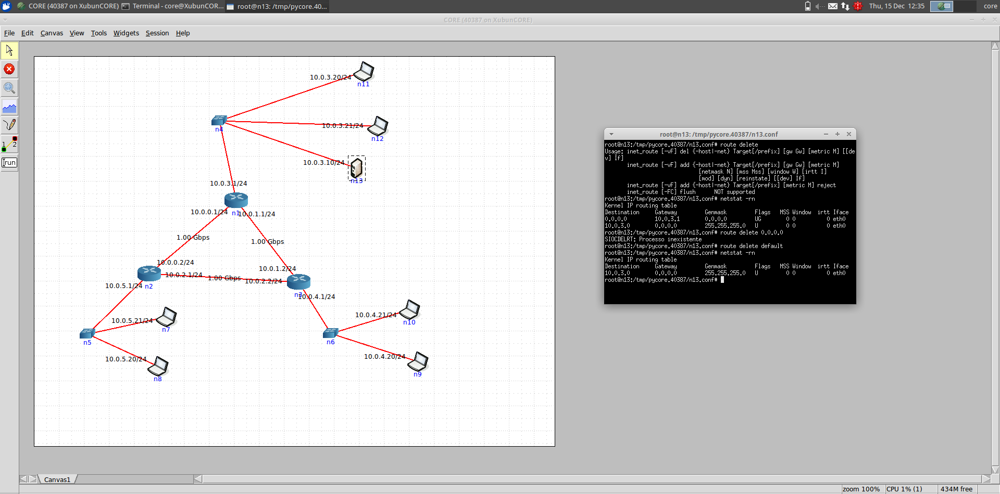 CORE (40387 on XubunCORE)
Terminal - core@XubunCOR...
root@n13: /tmp/pycore.40...
Thu, 15 Dec 12:35
core
CORE (40387 on XubunCORE)
File Edit Canvas View Tools Widgets Session Help
1 2
run
10.0.3.20/24
n11
n4
10.0.3.21/24
n12
10.0.3.10/24
n13
10.0.3.1/24
10.0.0.1/24
n1
10.0.1.1/24
1.00 Gbps
1.00 Gbps
10.0.0.2/24
10.0.1.2/24
10.0.2.1/24
1.00 Gbps
10.0.2.2/24
10.0.5.1/24
n2
n3
10.0.4.1/24
10.0.5.21/24
n7
10.0.4.21/24
n10
n5
n6
10.0.5.20/24
n8
10.0.4.20/24
n9
root@n13: /tmp/pycore.40387/n13.conf
root@n13:/tmp/pycore.40387/n13.conf# route delete
Usage: inet_route [-vF] del {-host|-net} Target[/prefix] [gw Gw] [metric M] [[de
v] If]
inet_route [-vF] add {-host|-net} Target[/prefix] [gw Gw] [metric M]
[netmask N] [mss Mss] [window W] [irtt I]
[mod] [dyn] [reinstate] [[dev] If]
inet_route [-vF] add {-host|-net} Target[/prefix] [metric M] reject
inet_route [-FC] flush NOT supported
root@n13:/tmp/pycore.40387/n13.conf# netstat -rn
Kernel IP routing table
Destination Gateway Genmask Flags MSS Window irtt Iface
0.0.0.0 10.0.3.1 0.0.0.0 UG 0 0 0 eth0
10.0.3.0 0.0.0.0 255.255.255.0 U 0 0 0 eth0
root@n13:/tmp/pycore.40387/n13.conf# route delete 0.0.0.0
SIOCDELRT: Processo inexistente
root@n13:/tmp/pycore.40387/n13.conf# route delete default
root@n13:/tmp/pycore.40387/n13.conf# netstat -rn
Kernel IP routing table
Destination Gateway Genmask Flags MSS Window irtt Iface
10.0.3.0 0.0.0.0 255.255.255.0 U 0 0 0 eth0
root@n13:/tmp/pycore.40387/n13.conf#
Canvas1
zoom 100% CPU 1% (1) 434M free